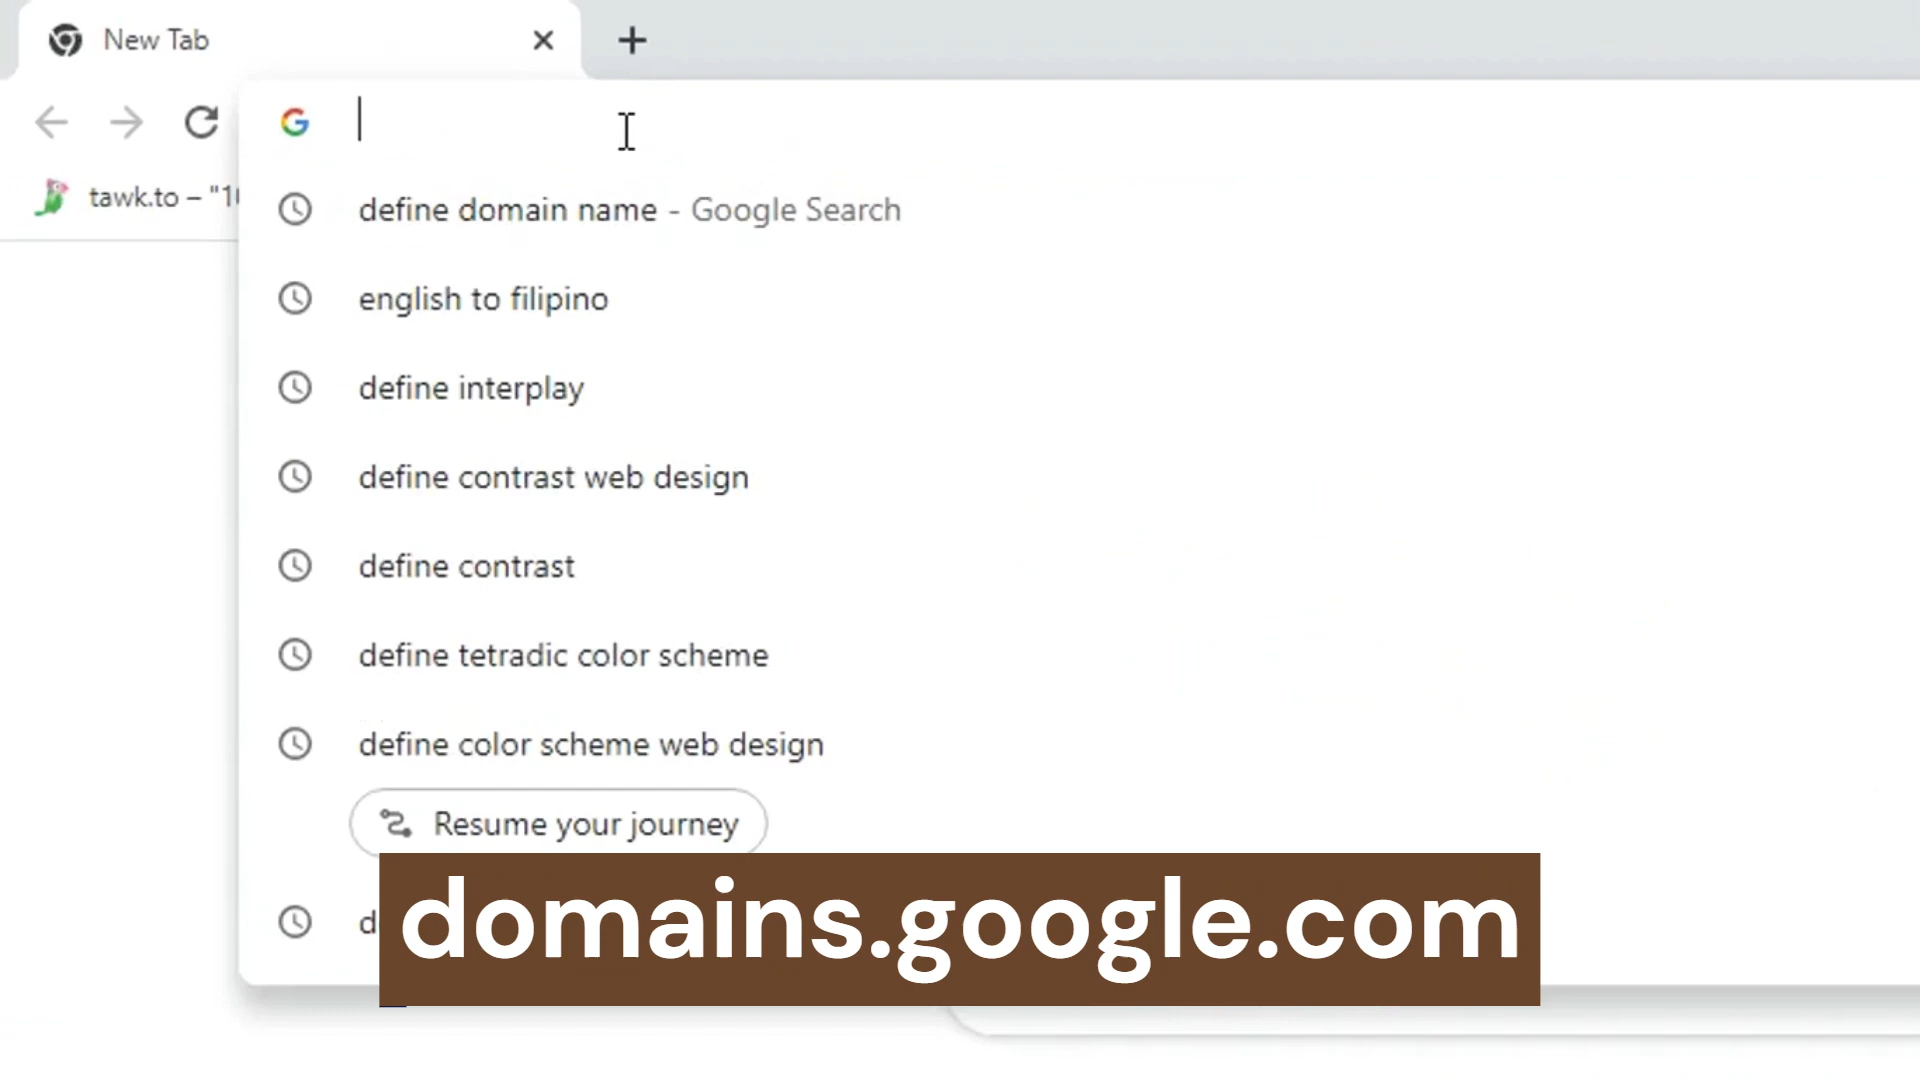 New Tab
tawk.to – "1
define domain name - Google Search
english to filipino
define interplay
define contrast web design
define contrast
define tetradic color scheme
define color scheme web design
Resume your journey
domains.google.com